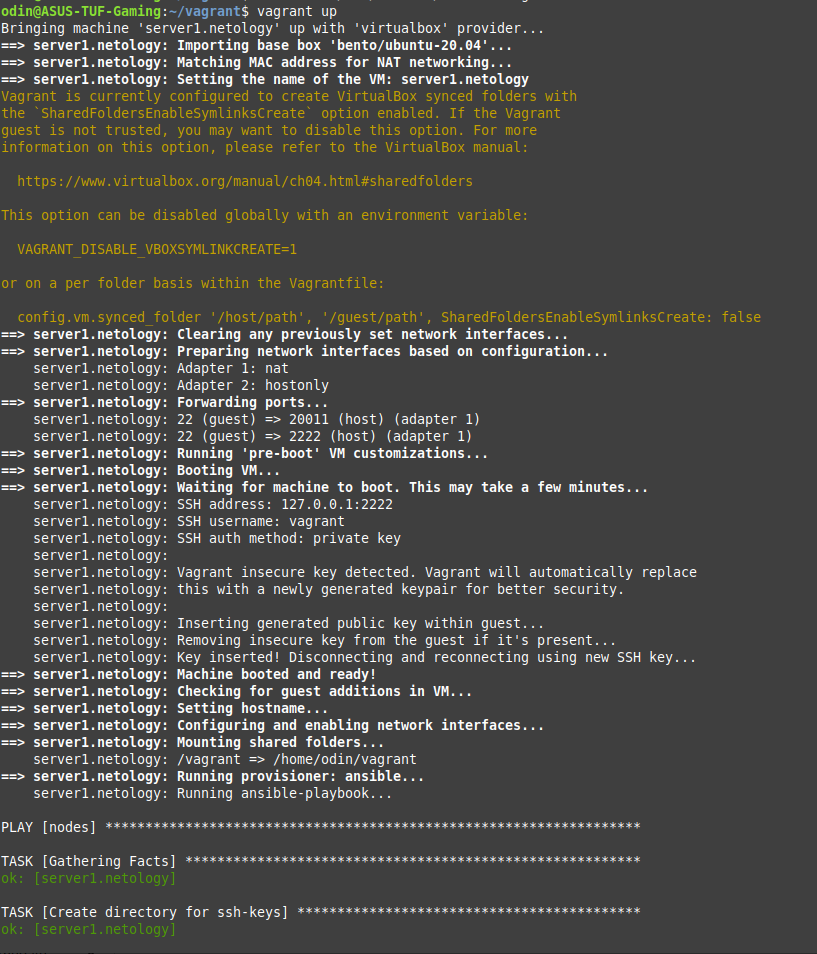 odin@ASUS-TUF-Gaming:~/vagrant$ vagrant up
Bringing machine 'server1.netology' up with 'virtualbox' provider...
==> server1.netology: Importing base box 'bento/ubuntu-20.04'...
==> server1.netology: Matching MAC address for NAT networking...
==> server1.netology: Setting the name of the VM: server1.netology
Vagrant is currently configured to create VirtualBox synced folders with
the `SharedFoldersEnableSymlinksCreate` option enabled. If the Vagrant
guest is not trusted, you may want to disable this option. For more
information on this option, please refer to the VirtualBox manual:

  https://www.virtualbox.org/manual/ch04.html#sharedfolders

This option can be disabled globally with an environment variable:

  VAGRANT_DISABLE_VBOXSYMLINKCREATE=1

or on a per folder basis within the Vagrantfile:

  config.vm.synced_folder '/host/path', '/guest/path', SharedFoldersEnableSymlinksCreate: false
==> server1.netology: Clearing any previously set network interfaces...
==> server1.netology: Preparing network interfaces based on configuration...
    server1.netology: Adapter 1: nat
    server1.netology: Adapter 2: hostonly
==> server1.netology: Forwarding ports...
    server1.netology: 22 (guest) => 20011 (host) (adapter 1)
    server1.netology: 22 (guest) => 2222 (host) (adapter 1)
==> server1.netology: Running 'pre-boot' VM customizations...
==> server1.netology: Booting VM...
==> server1.netology: Waiting for machine to boot. This may take a few minutes...
    server1.netology: SSH address: 127.0.0.1:2222
    server1.netology: SSH username: vagrant
    server1.netology: SSH auth method: private key
    server1.netology:
    server1.netology: Vagrant insecure key detected. Vagrant will automatically replace
    server1.netology: this with a newly generated keypair for better security.
    server1.netology:
    server1.netology: Inserting generated public key within guest...
    server1.netology: Removing insecure key from the guest if it's present...
    server1.netology: Key inserted! Disconnecting and reconnecting using new SSH key...
==> server1.netology: Machine booted and ready!
==> server1.netology: Checking for guest additions in VM...
==> server1.netology: Setting hostname...
==> server1.netology: Configuring and enabling network interfaces...
==> server1.netology: Mounting shared folders...
    server1.netology: /vagrant => /home/odin/vagrant
==> server1.netology: Running provisioner: ansible...
    server1.netology: Running ansible-playbook...

PLAY [nodes] *******************************************************************

TASK [Gathering Facts] *********************************************************
ok: [server1.netology]

TASK [Create directory for ssh-keys] *******************************************
ok: [server1.netology]